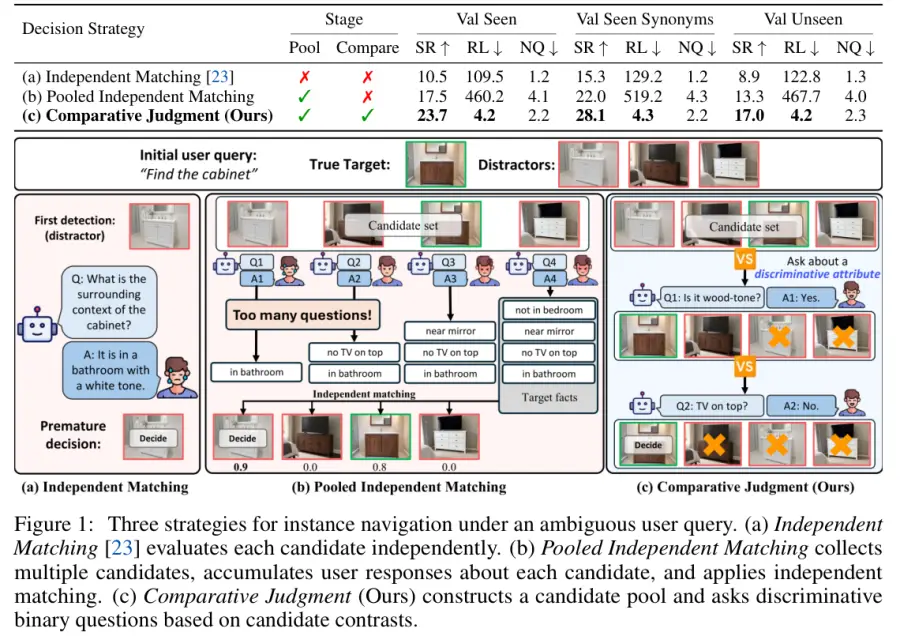 Decision Strategy Stage Val Seen Val Seen Synonyms Val Unseen
Pool Compare SR ↑ RL ↓ NQ ↓ SR ↑ RL ↓ NQ ↓ SR ↑ RL ↓ NQ ↓
(a) Independent Matching [23] ✗ ✗ 10.5 109.5 1.2 15.3 129.2 1.2 8.9 122.8 1.3
(b) Pooled Independent Matching ✓ ✗ 17.5 460.2 4.1 22.0 519.2 4.3 13.3 467.7 4.0
(c) Comparative Judgment (Ours) ✓ ✓ 23.7 4.2 2.2 28.1 4.3 2.2 17.0 4.2 2.3
Initial user query:
"Find the cabinet"
True Target:
Distractors:
First detection:
(distractor)
Q: What is the
surrounding
context of the
cabinet?
A: It is in a
bathroom with
a white tone.
Premature
decision:
Decide
(a) Independent Matching
Candidate set
Q1 Q2 Q3 Q4
A1 A2 A3 A4
Too many questions!
in bathroom
no TV on top
in bathroom
near mirror
no TV on top
in bathroom
not in bedroom
near mirror
no TV on top
in bathroom
Target facts
Independent matching
Decide
0.9 0.0 0.8 0.0
(b) Pooled Independent Matching
Candidate set
VS
Ask about a
discriminative attribute
Q1: Is it wood-tone?
A1: Yes.
VS
Q2: TV on top?
A2: No.
Decide
(c) Comparative Judgment (Ours)
Figure 1: Three strategies for instance navigation under an ambiguous user query. (a) Independent
Matching [23] evaluates each candidate independently. (b) Pooled Independent Matching collects
multiple candidates, accumulates user responses about each candidate, and applies independent
matching. (c) Comparative Judgment (Ours) constructs a candidate pool and asks discriminative
binary questions based on candidate contrasts.